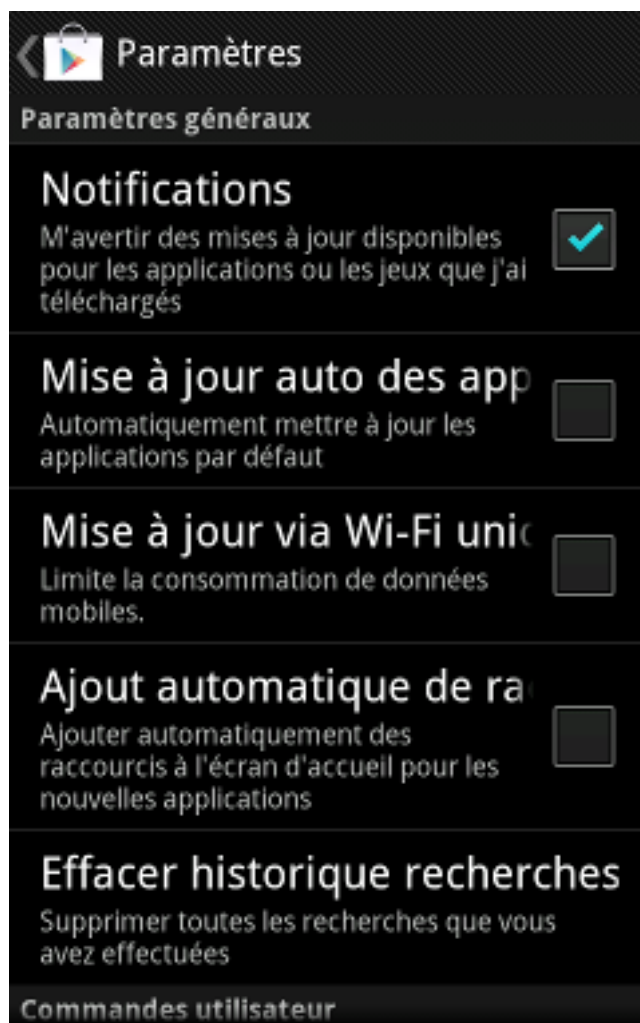 Paramètres
Paramètres généraux
Notifications
M'avertir des mises à jour disponibles
pour les applications ou les jeux que j'ai
téléchargés
Mise à jour auto des app
Automatiquement mettre à jour les
applications par défaut
Mise à jour via Wi-Fi uni
Limite la consommation de données
mobiles.
Ajout automatique de ra
Ajouter automatiquement des
raccourcis à l'écran d'accueil pour les
nouvelles applications
Effacer historique recherches
Supprimer toutes les recherches que vous
avez effectuées
Commandes utilisateur